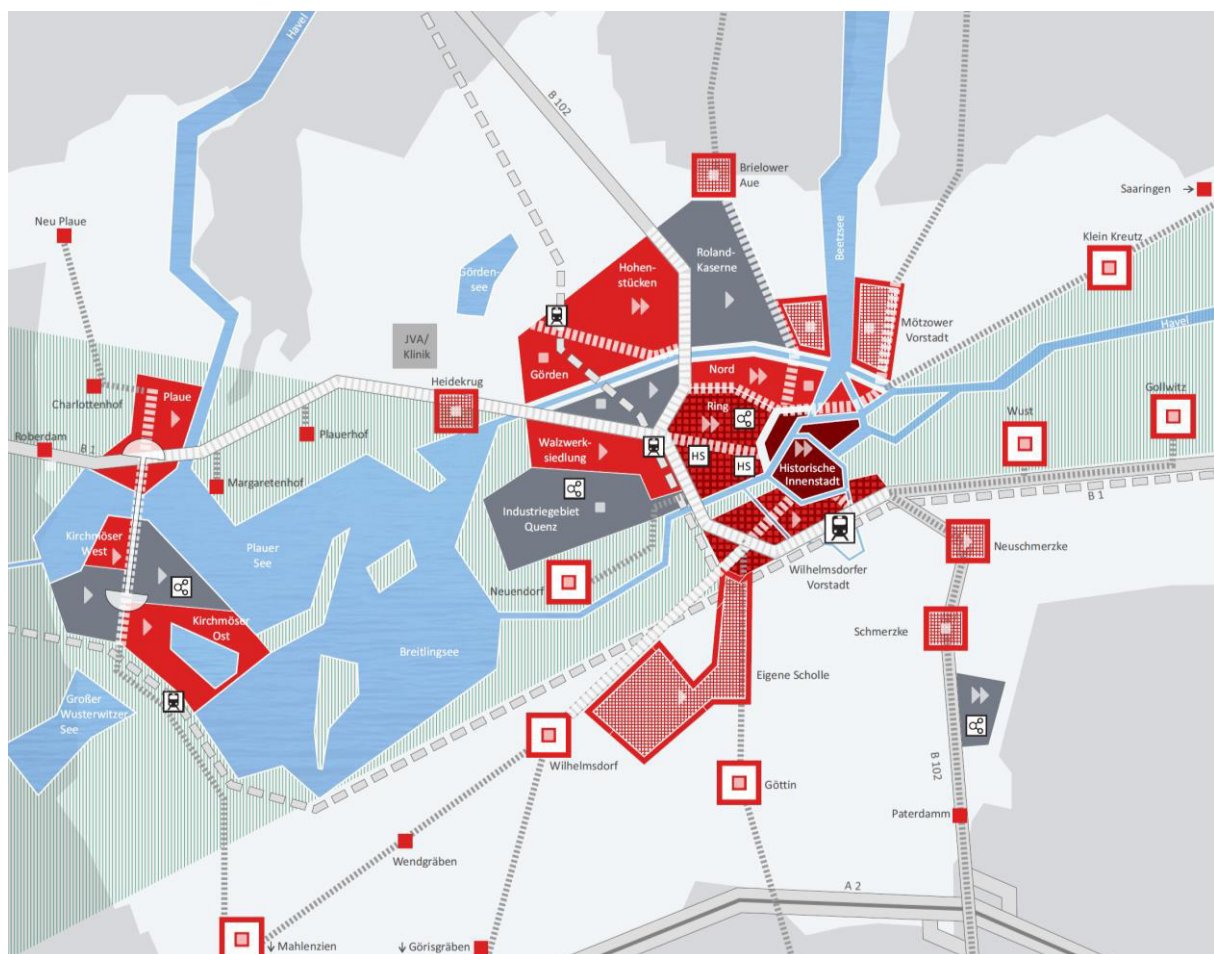 Havel
B 102
Brielower
Aue
Saaringen
Neu Plaue
Klein Kreutz
Roland-
Kaserne
Beetzsee
Hohen-
stücken
Görden-
see
Mötzower
Vorstadt
Havel
JVA/
Klinik
Görden
Nord
Heidekrug
Plaue
Charlottenhof
Gollwitz
Ring
Wust
Roberdam
B 1
Plauerhof
Walzwerk-
siedlung
HS
HS
Historische
Innenstadt
Margaretenhof
Industriegebiet
Quenz
B 1
Kirchmöser
West
Plauer
See
Neuschmerzke
Wilhelmsdorfer
Vorstadt
Neuendorf
Kirchmöser
Ost
Schmerzke
Breitlingsee
Eigene Scholle
Großer
Wusterwitzer
See
Wilhelmsdorf
Göttin
B 102
Paterdamm
Wendgräben
A 2
Mahlenzien
Görisgräben